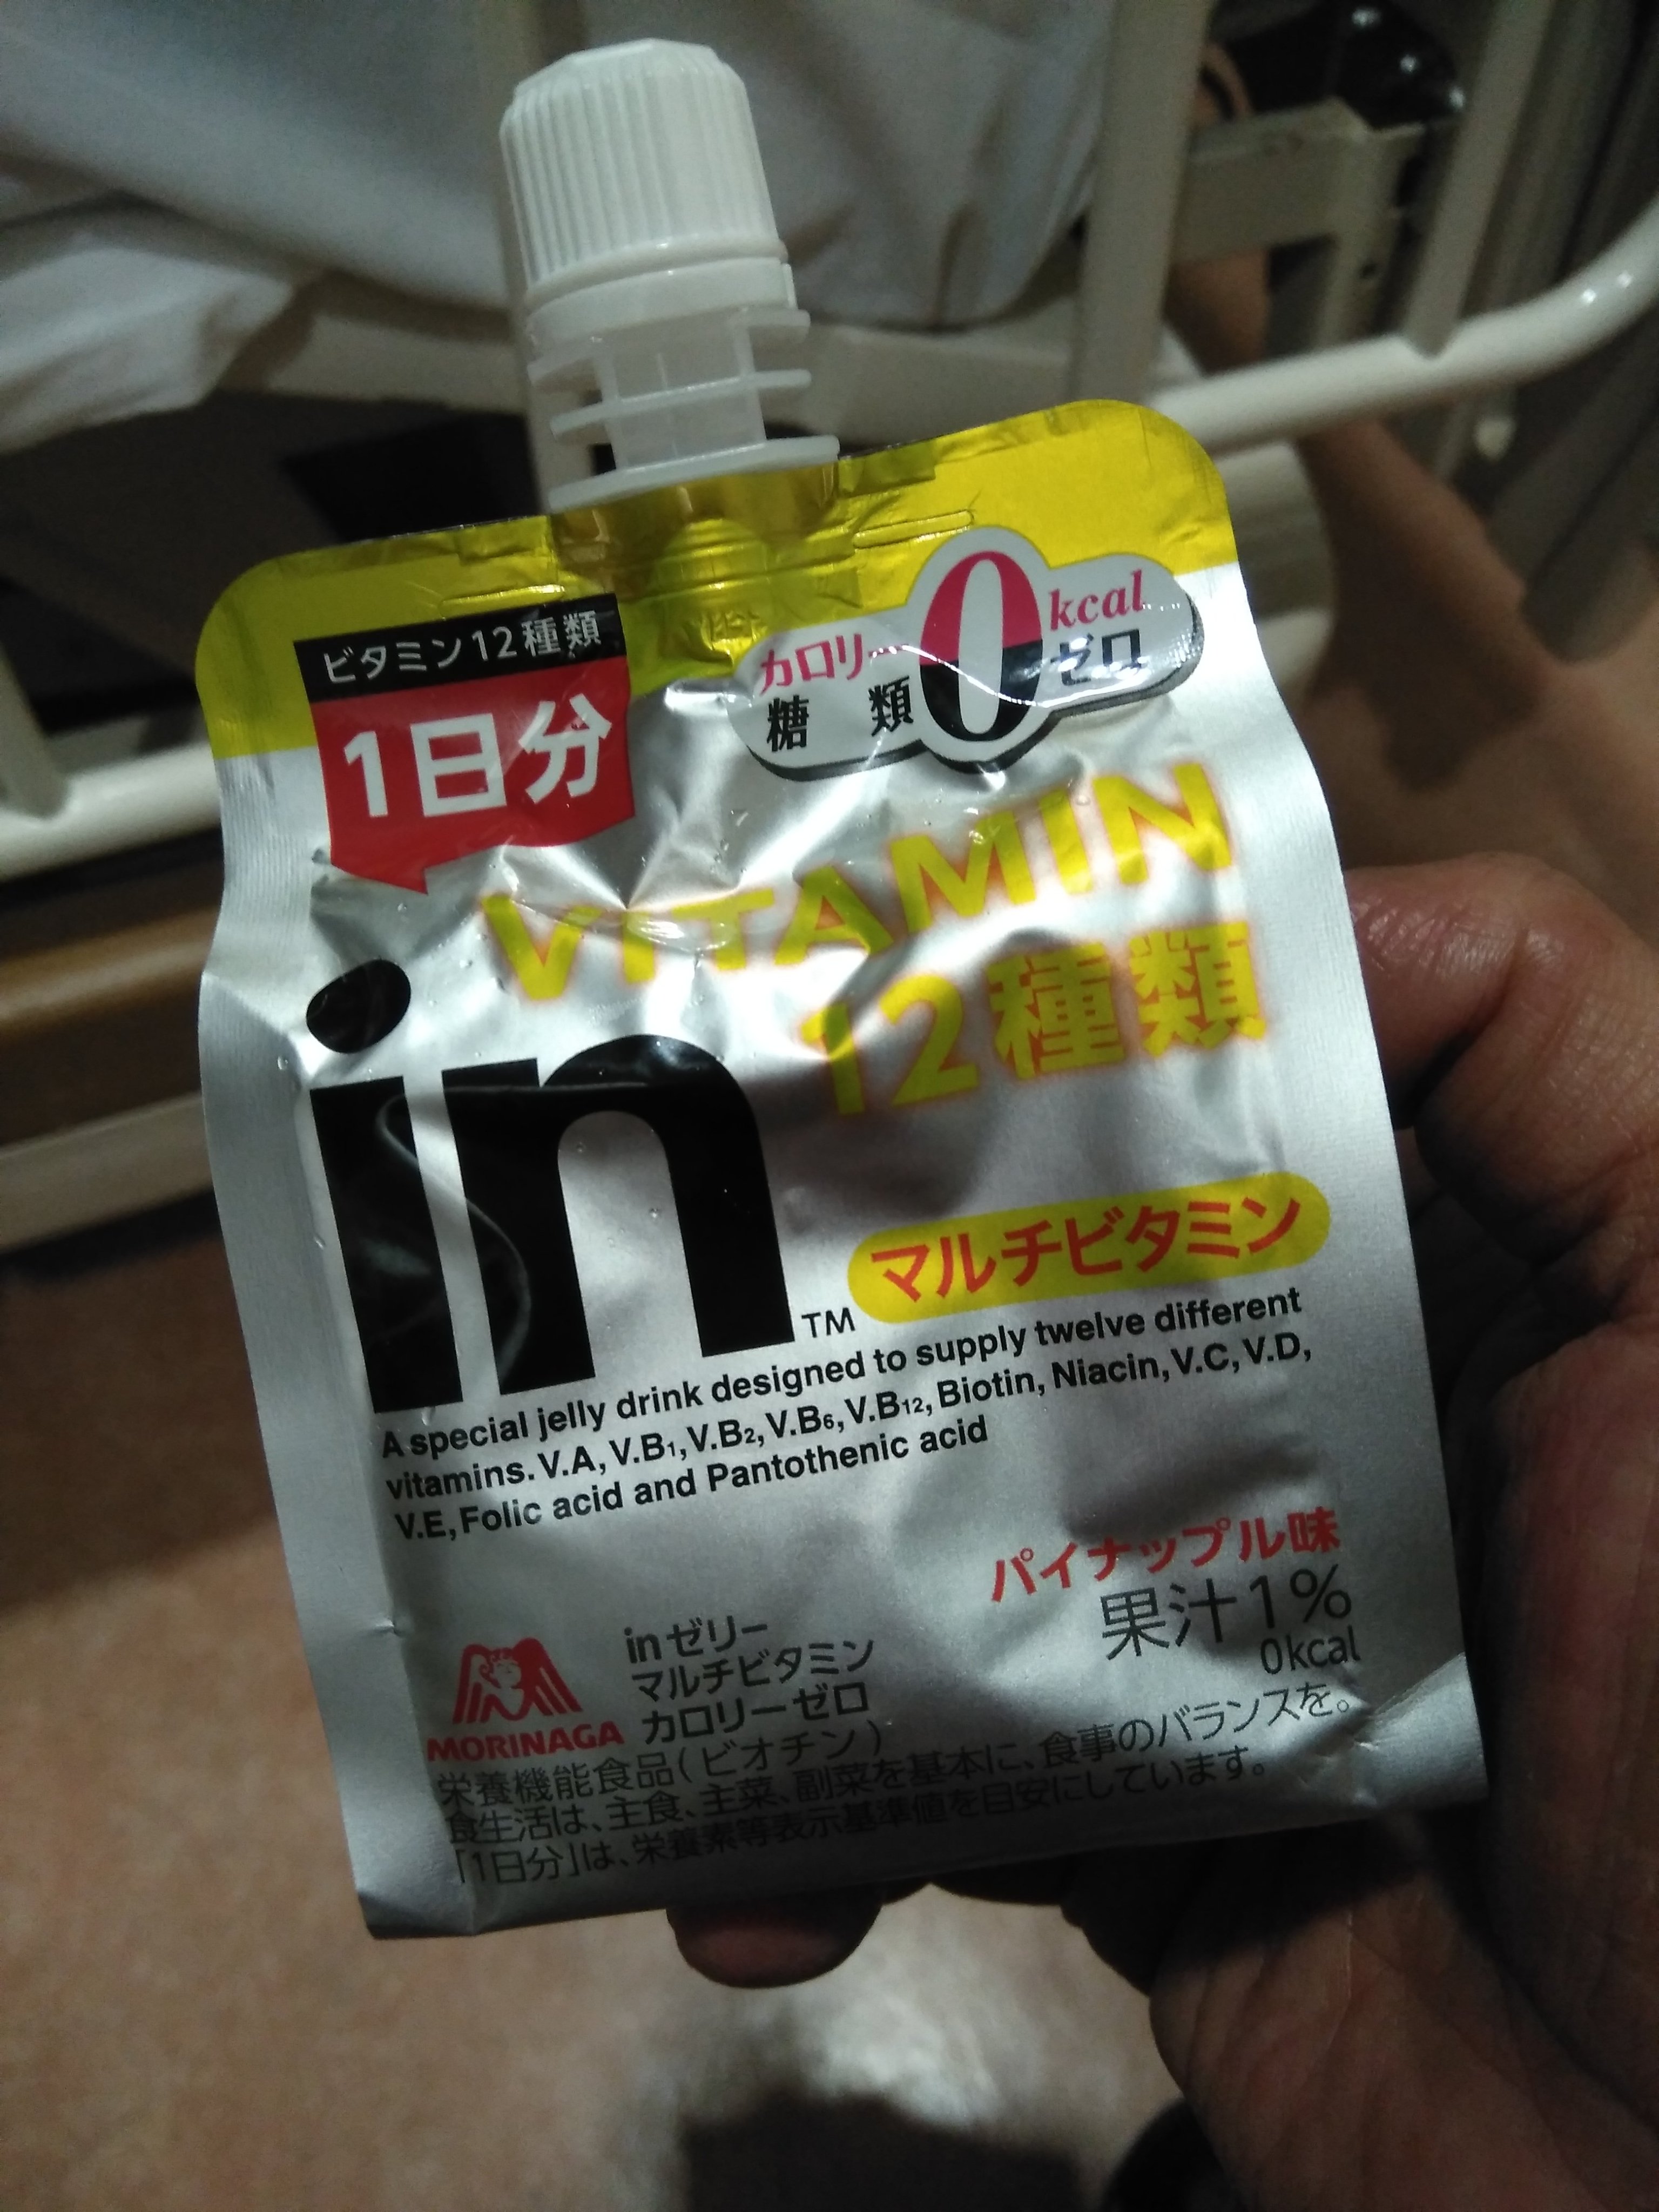 ビタミン12種類
1日分
カロリー 0kcal
糖類 ゼロ
VITAMIN
12種類
in
TM
マルチビタミン
A special jelly drink designed to supply twelve different
vitamins. V.A, V.B1, V.B2, V.B6, V.B12, Biotin, Niacin, V.C, V.D,
V.E, Folic acid and Pantothenic acid
パイナップル味
果汁1%
0kcal
inゼリー
マルチビタミン
カロリーゼロ
MORINAGA
栄養機能食品(ビオチン)
食生活は、主食、主菜、副菜を基本に、食事のバランスを。
「1日分」は、栄養素等表示基準値を目安にしています。